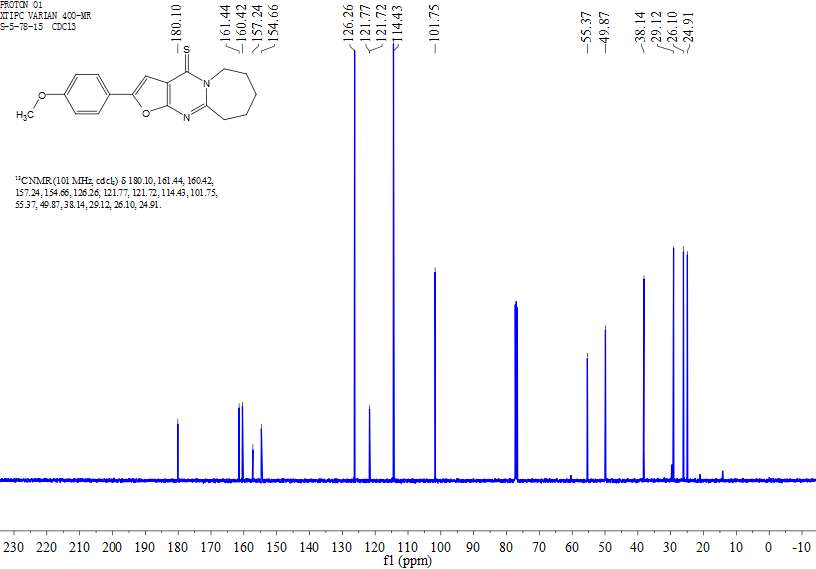 PROTON 01
XTIPC VARIAN 400-MR
S-5-78-15 CDCl3
180.10
161.44
160.42
157.24
154.66
126.26
121.77
121.72
114.43
101.75
55.37
49.87
38.14
29.12
26.10
24.91
S
N
O
O
N
H₃C
¹³C NMR (101 MHz, cdcl₃) δ 180.10, 161.44, 160.42,
157.24, 154.66, 126.26, 121.77, 121.72, 114.43, 101.75,
55.37, 49.87, 38.14, 29.12, 26.10, 24.91.
230 220 210 200 190 180 170 160 150 140 130 120 110 100 90 80 70 60 50 40 30 20 10 0 -10
f1 (ppm)